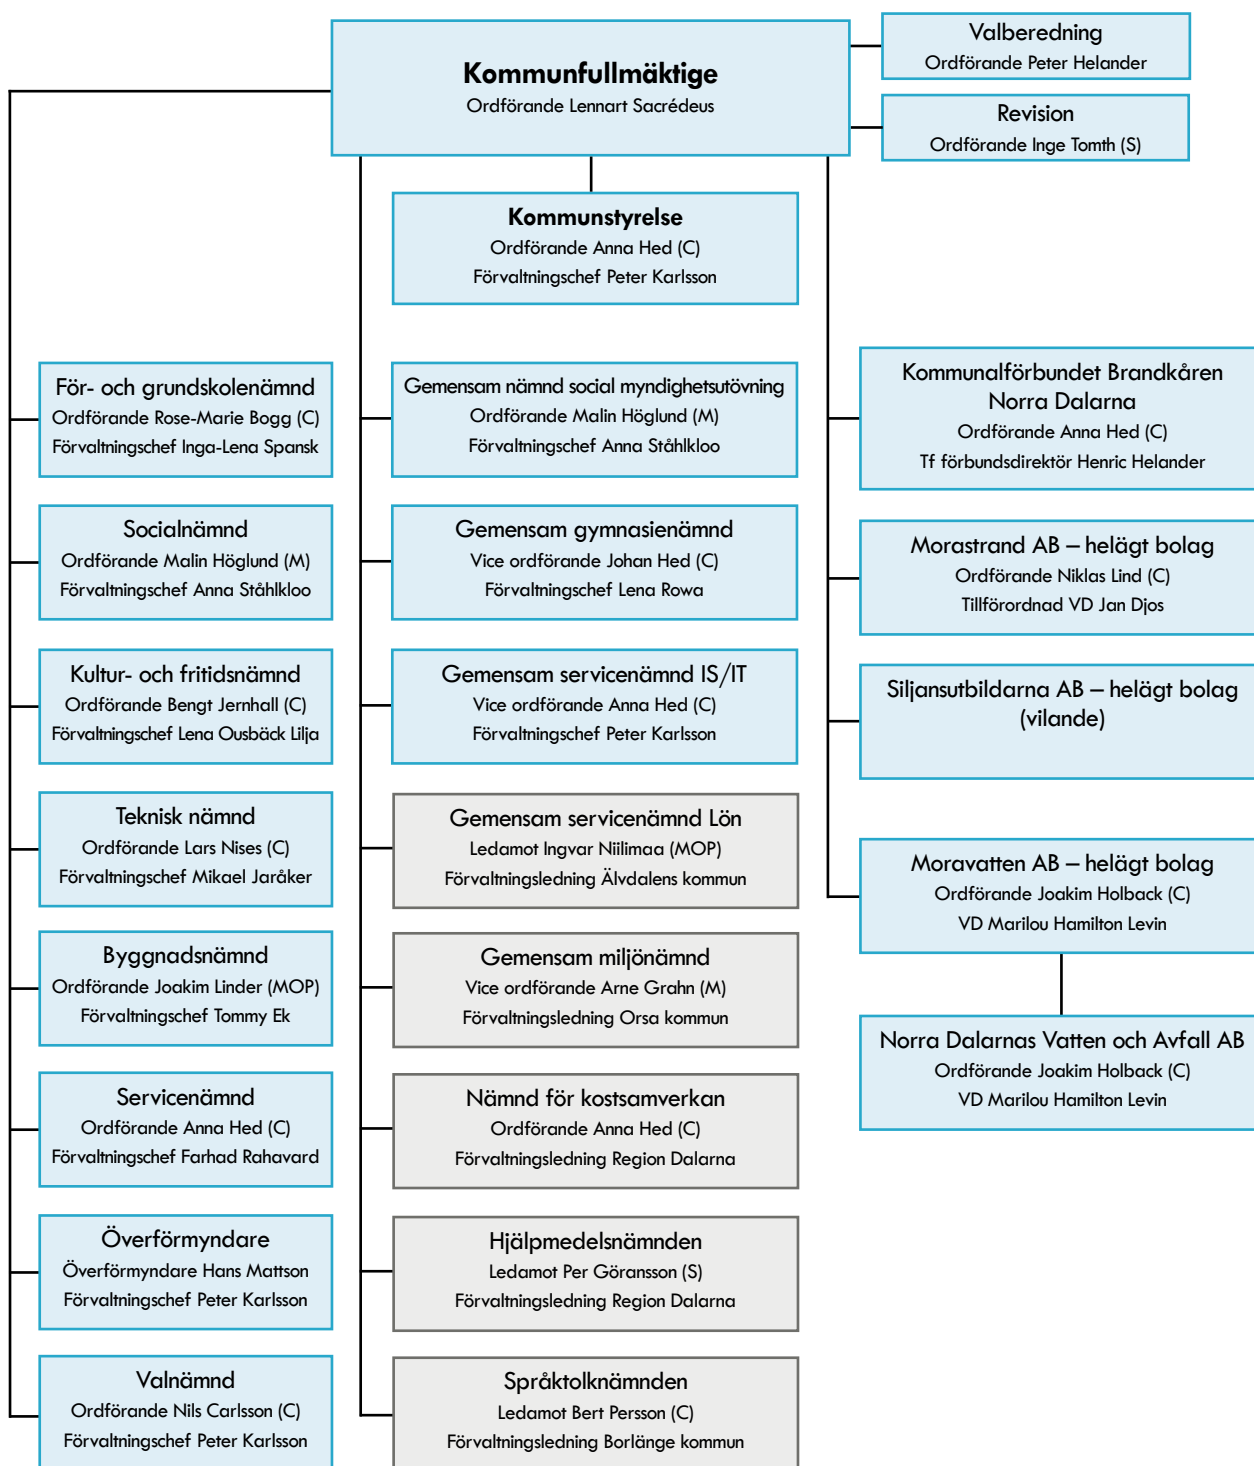 Kommunfullmäktige
Ordförande Lennart Sacrédeus
Valberedning
Ordförande Peter Helander
Revision
Ordförande Inge Tomth (S)
Kommunstyrelse
Ordförande Anna Hed (C)
Förvaltningschef Peter Karlsson
För- och grundskolenämnd
Ordförande Rose-Marie Bogg (C)
Förvaltningschef Inga-Lena Spansk
Socialnämnd
Ordförande Malin Höglund (M)
Förvaltningschef Anna Ståhlkloo
Kultur- och fritidsnämnd
Ordförande Bengt Jernhall (C)
Förvaltningschef Lena Ousbäck Lilja
Teknisk nämnd
Ordförande Lars Nises (C)
Förvaltningschef Mikael Jaråker
Byggnadsnämnd
Ordförande Joakim Linder (MOP)
Förvaltningschef Tommy Ek
Servicenämnd
Ordförande Anna Hed (C)
Förvaltningschef Farhad Rahavard
Överförmyndare
Överförmyndare Hans Mattson
Förvaltningschef Peter Karlsson
Valnämnd
Ordförande Nils Carlsson (C)
Förvaltningschef Peter Karlsson
Gemensam nämnd social myndighetsutövning
Ordförande Malin Höglund (M)
Förvaltningschef Anna Ståhlkloo
Gemensam gymnasienämnd
Vice ordförande Johan Hed (C)
Förvaltningschef Lena Rowa
Gemensam servicenämnd IS/IT
Vice ordförande Anna Hed (C)
Förvaltningschef Peter Karlsson
Gemensam servicenämnd Lön
Ledamot Ingvar Niilimaa (MOP)
Förvaltningsledning Älvdalens kommun
Gemensam miljönämnd
Vice ordförande Arne Grahn (M)
Förvaltningsledning Orsa kommun
Nämnd för kostsamverkan
Ordförande Anna Hed (C)
Förvaltningsledning Region Dalarna
Hjälpmedelsnämnden
Ledamot Per Göransson (S)
Förvaltningsledning Region Dalarna
Språktolknämnden
Ledamot Bert Persson (C)
Förvaltningsledning Borlänge kommun
Kommunalförbundet Brandkåren
Norra Dalarna
Ordförande Anna Hed (C)
Tf förbundsdirektör Henric Helander
Morastrand AB – helägt bolag
Ordförande Niklas Lind (C)
Tillförordnad VD Jan Djos
Siljansutbildarna AB – helägt bolag
(vilande)
Moravatten AB – helägt bolag
Ordförande Joakim Holback (C)
VD Marilou Hamilton Levin
Norra Dalarnas Vatten och Avfall AB
Ordförande Joakim Holback (C)
VD Marilou Hamilton Levin